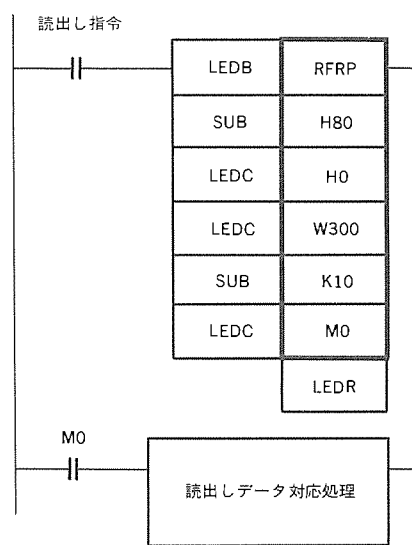 読出し指令
LEDB RFRP
SUB H80
LEDC H0
LEDC W300
SUB K10
LEDC M0
LEDR
M0
読出しデータ対応処理